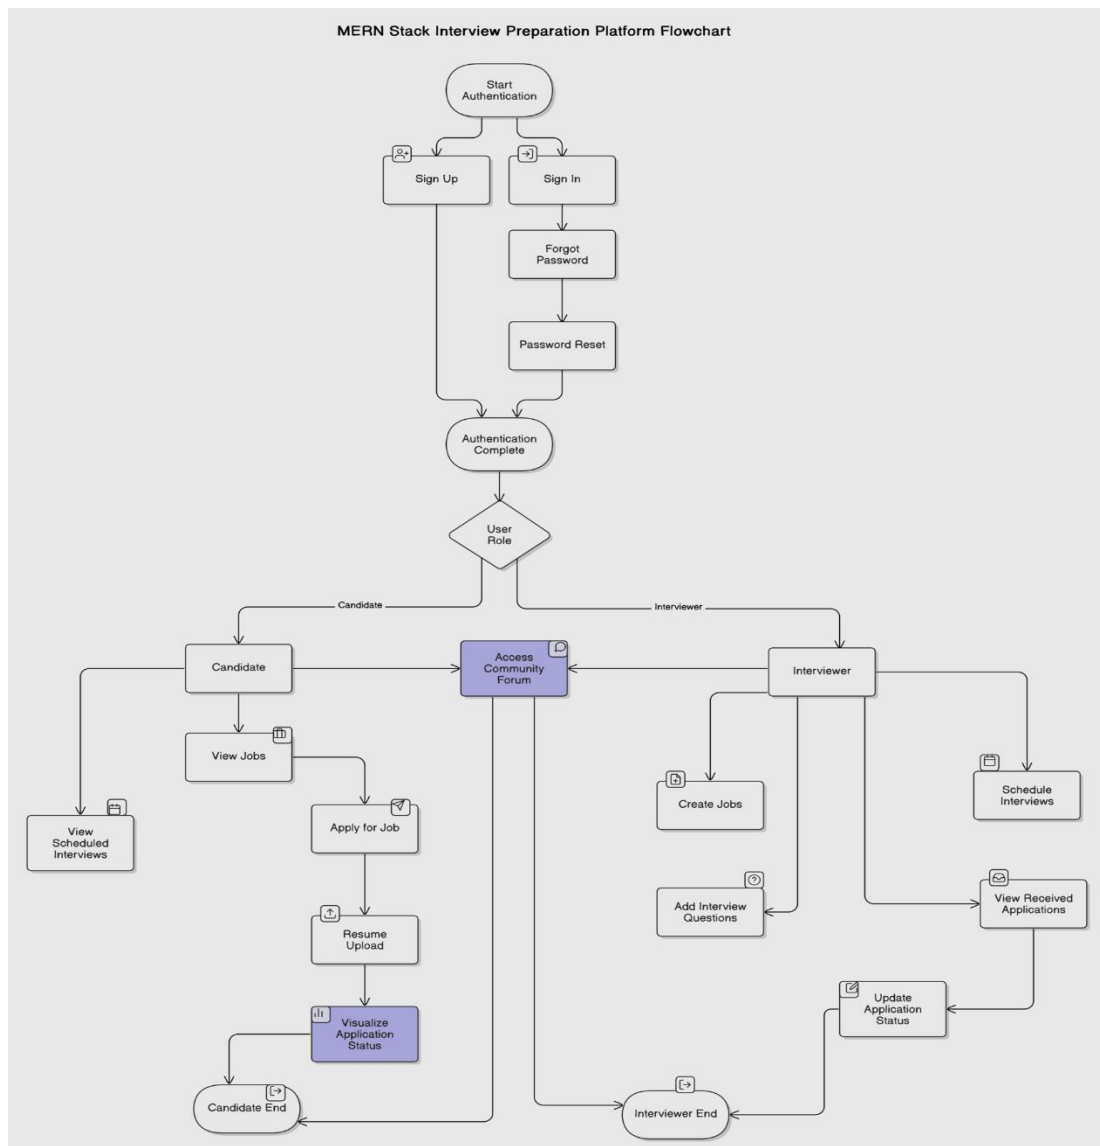 MERN Stack Interview Preparation Platform Flowchart
Start
Authentication
Sign Up
Sign In
Forgot
Password
Password Reset
Authentication
Complete
User
Role
Candidate
Interviewer
Candidate
Access
Community
Forum
Interviewer
View Jobs
Create Jobs
Schedule
Interviews
View
Scheduled
Interviews
Apply for Job
Add Interview
Questions
View Received
Applications
Resume
Upload
Visualize
Application
Status
Update
Application
Status
Candidate End
Interviewer End